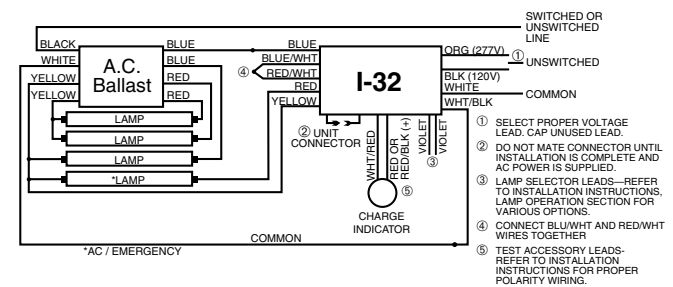 SWITCHED OR
UNSWITCHED
LINE
BLACK
BLUE
BLUE
ORG (277V)
①
UNSWITCHED
WHITE
A.C.
Ballast
BLUE
BLUE/WHT
④
RED/WHT
I-32
BLK (120V)
YELLOW
RED
RED
WHITE
COMMON
YELLOW
RED
YELLOW
WHT/BLK
LAMP
LAMP
LAMP
*LAMP
② UNIT
CONNECTOR
WHT/RED
RED OR
RED/BLK (+)
VIOLET
VIOLET
③
⑤
CHARGE
INDICATOR
COMMON
*AC / EMERGENCY
① SELECT PROPER VOLTAGE
LEAD. CAP UNUSED LEAD.
② DO NOT MATE CONNECTOR UNTIL
INSTALLATION IS COMPLETE AND
AC POWER IS SUPPLIED.
③ LAMP SELECTOR LEADS—REFER
TO INSTALLATION INSTRUCTIONS,
LAMP OPERATION SECTION FOR
VARIOUS OPTIONS.
④ CONNECT BLU/WHT AND RED/WHT
WIRES TOGETHER
⑤ TEST ACCESSORY LEADS-
REFER TO INSTALLATION
INSTRUCTIONS FOR PROPER
POLARITY WIRING.